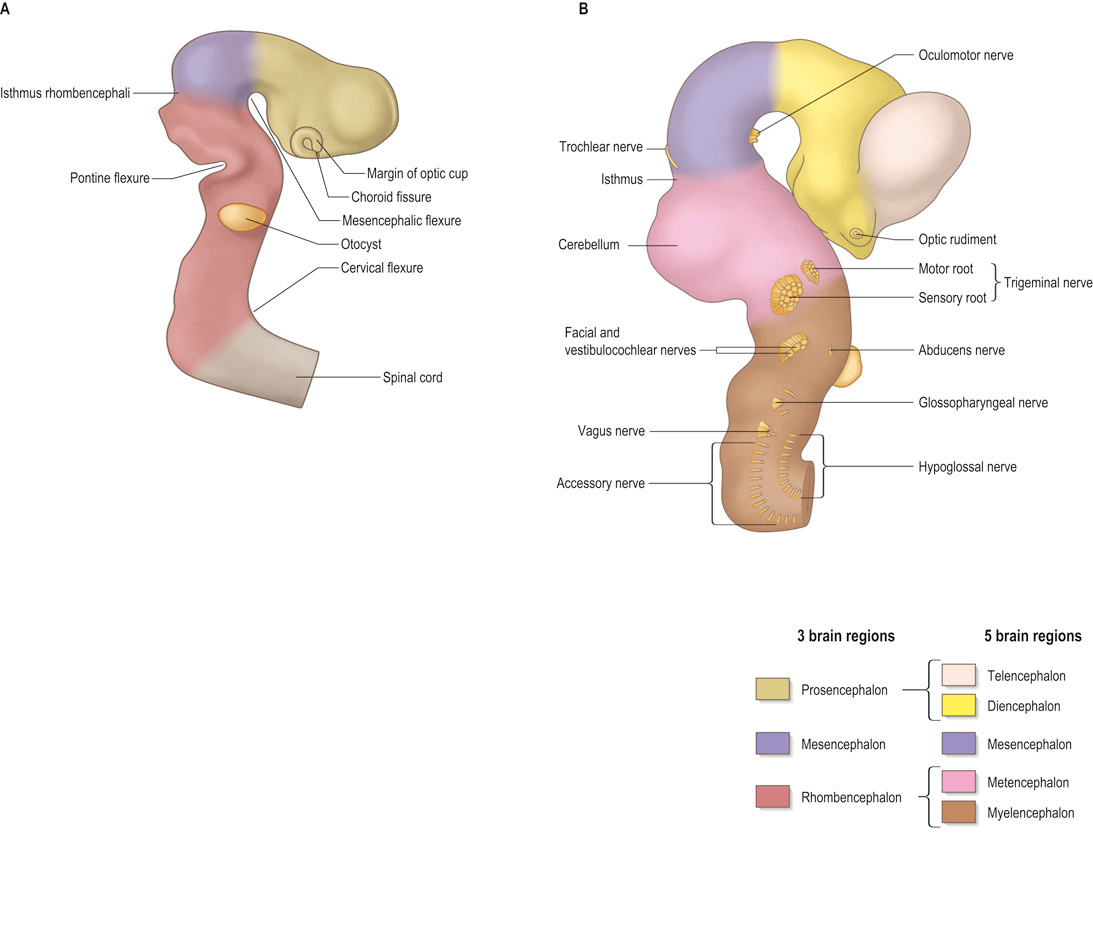 A
Isthmus rhombencephali
Pontine flexure
Margin of optic cup
Choroid fissure
Mesencephalic flexure
Otocyst
Cervical flexure
Spinal cord
B
Oculomotor nerve
Trochlear nerve
Isthmus
Cerebellum
Optic rudiment
Motor root
Trigeminal nerve
Sensory root
Facial and
vestibulocochlear nerves
Abducens nerve
Glossopharyngeal nerve
Vagus nerve
Hypoglossal nerve
Accessory nerve
3 brain regions
5 brain regions
Prosencephalon
Telencephalon
Diencephalon
Mesencephalon
Mesencephalon
Rhombencephalon
Metencephalon
Myelencephalon